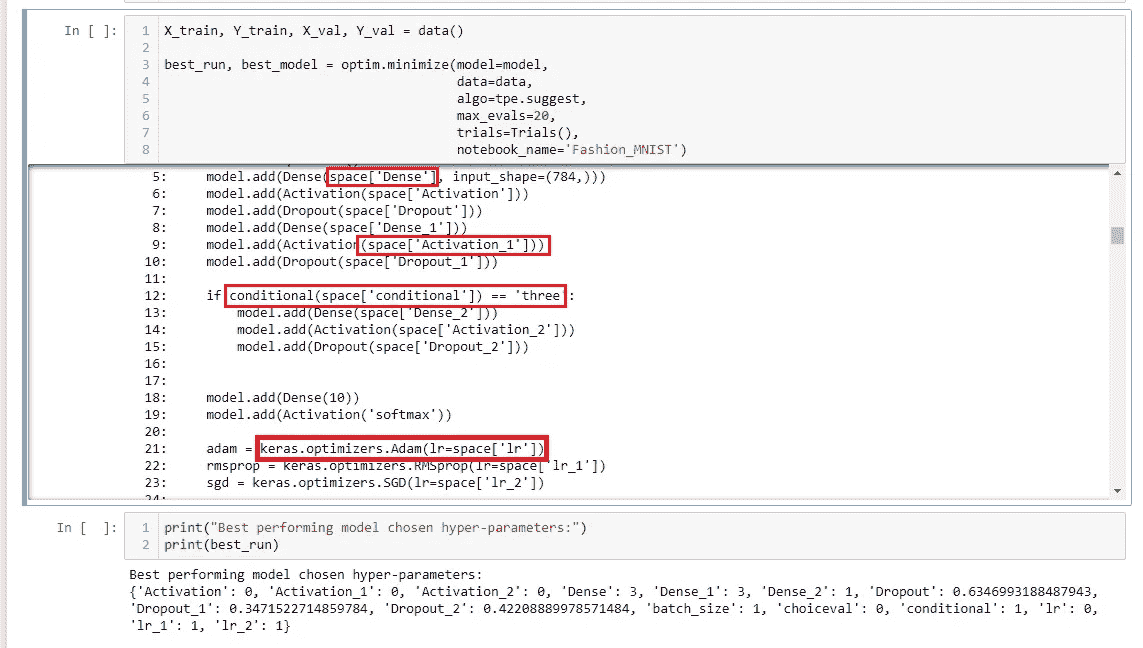 In [ ]:
1 X_train, Y_train, X_val, Y_val = data()
2
3 best_run, best_model = optim.minimize(model=model,
4 data=data,
5 algo=tpe.suggest,
6 max_evals=20,
7 trials=Trials(),
8 notebook_name='Fashion_MNIST')
5: model.add(Dense(space['Dense'], input_shape=(784,)))
6: model.add(Activation(space['Activation']))
7: model.add(Dropout(space['Dropout']))
8: model.add(Dense(space['Dense_1']))
9: model.add(Activation(space['Activation_1']))
10: model.add(Dropout(space['Dropout_1']))
11:
12: if conditional(space['conditional']) == 'three':
13: model.add(Dense(space['Dense_2']))
14: model.add(Activation(space['Activation_2']))
15: model.add(Dropout(space['Dropout_2']))
16:
17:
18: model.add(Dense(10))
19: model.add(Activation('softmax'))
20:
21: adam = keras.optimizers.Adam(lr=space['lr'])
22: rmsprop = keras.optimizers.RMSprop(lr=space['lr_1'])
23: sgd = keras.optimizers.SGD(lr=space['lr_2'])
24:
In [ ]:
1 print("Best performing model chosen hyper-parameters:")
2 print(best_run)
Best performing model chosen hyper-parameters:
{'Activation': 0, 'Activation_1': 0, 'Activation_2': 0, 'Dense': 3, 'Dense_1': 3, 'Dense_2': 1, 'Dropout': 0.6346993188487943,
'Dropout_1': 0.3471522714859784, 'Dropout_2': 0.42208889978571484, 'batch_size': 1, 'choiceval': 0, 'conditional': 1, 'lr': 0,
'lr_1': 1, 'lr_2': 1}